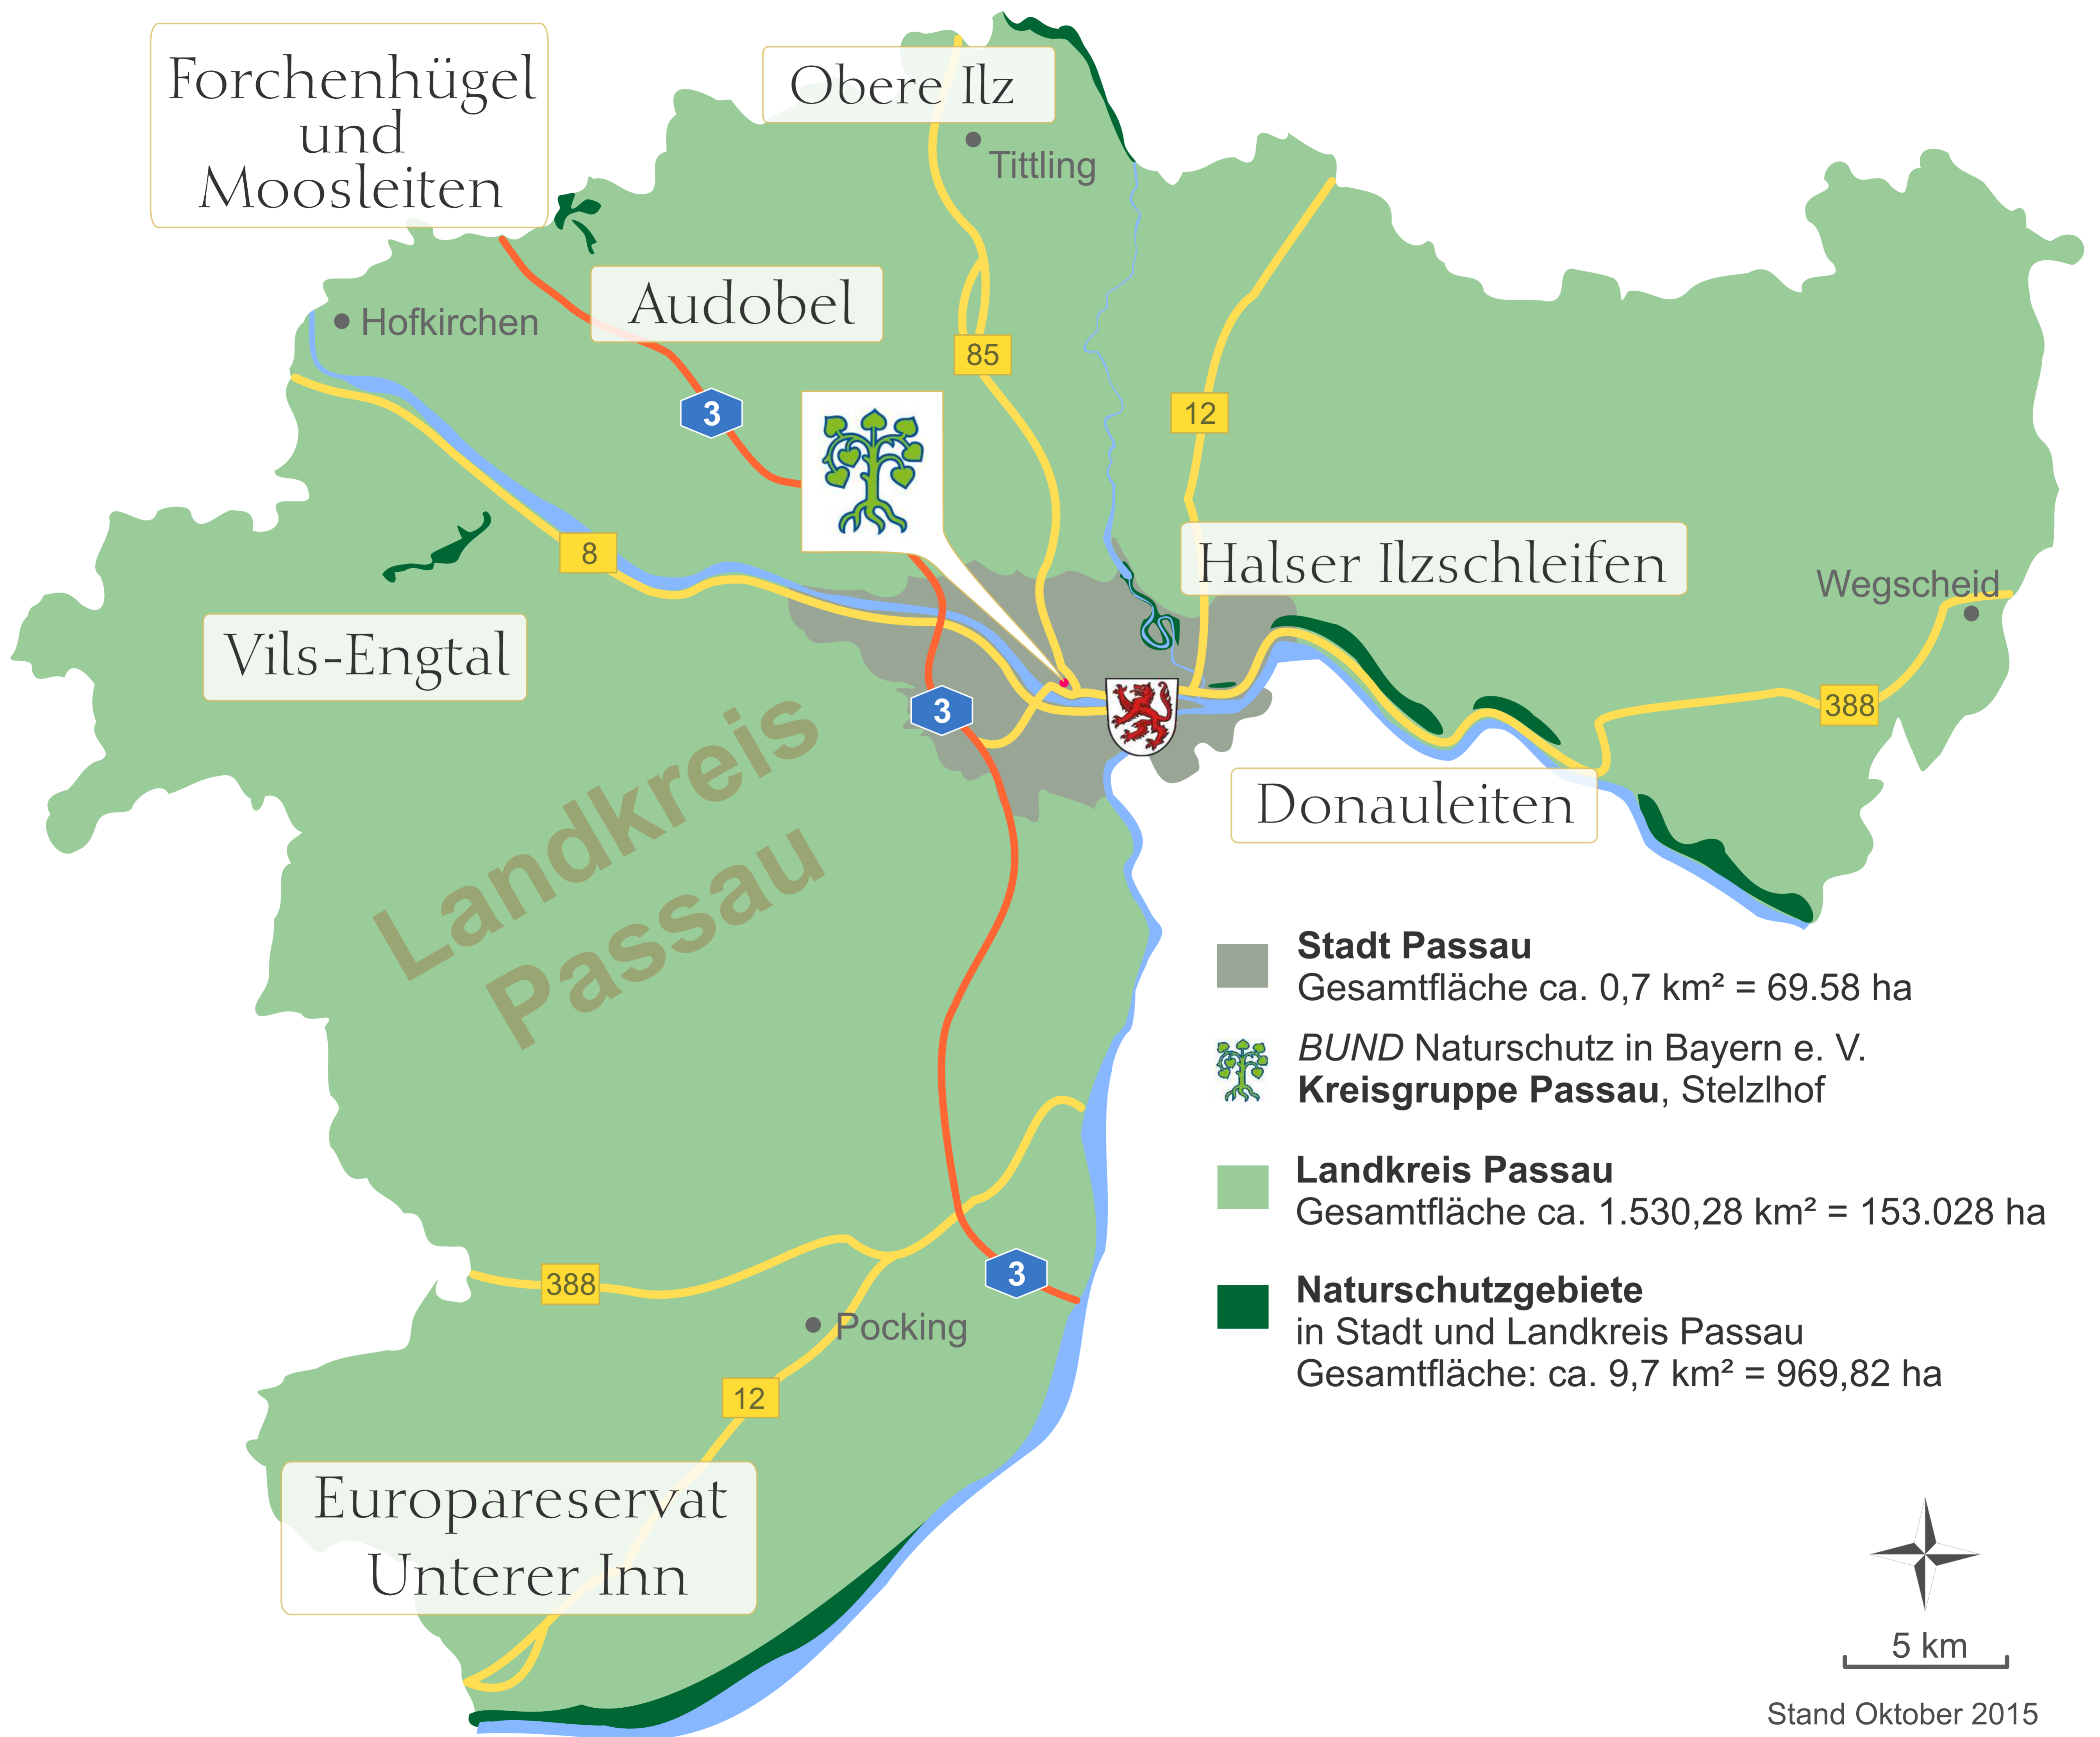 Forchenhügel
und
Moosleiten
Obere Ilz
Tittling
Audobel
Hofkirchen
85
3
12
8
Halser Ilzschleifen
Wegscheid
Vils-Engtal
3
388
Donauleiten
Landkreis
Passau
Stadt Passau
Gesamtfläche ca. 0,7 km² = 69.58 ha
BUND Naturschutz in Bayern e. V.
Kreisgruppe Passau, Stelzlhof
Landkreis Passau
Gesamtfläche ca. 1.530,28 km² = 153.028 ha
Naturschutzgebiete
in Stadt und Landkreis Passau
Gesamtfläche: ca. 9,7 km² = 969,82 ha
388
3
Pocking
12
Europareservat
Unterer Inn
5 km
Stand Oktober 2015